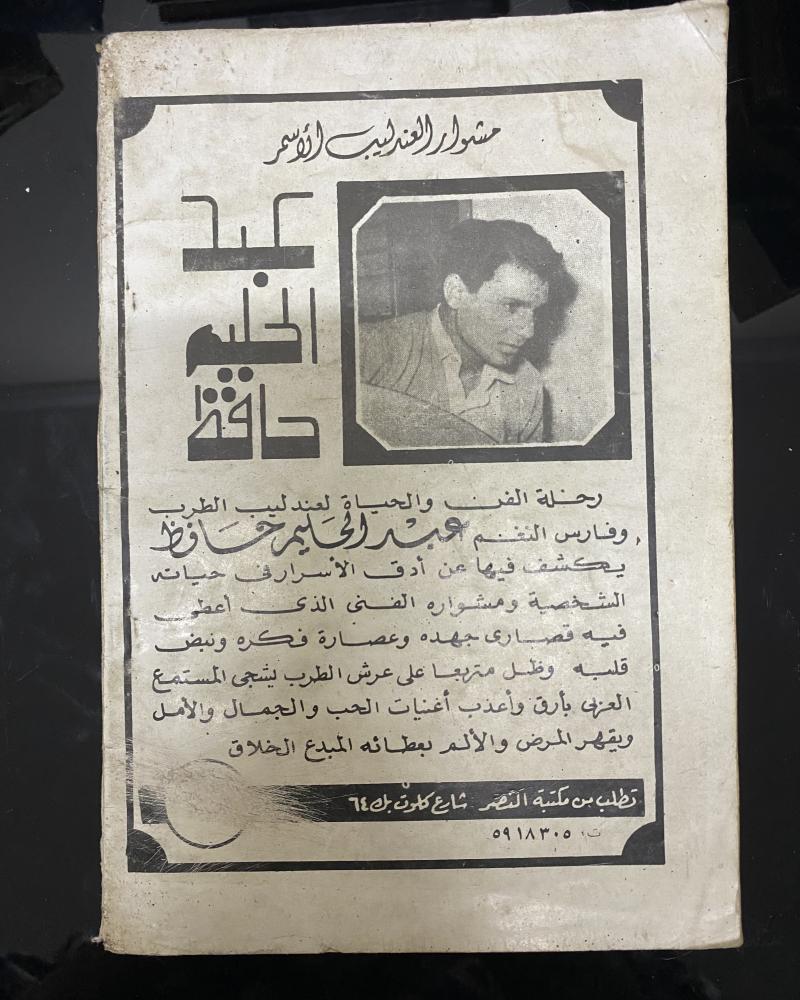 مشوار العندليب الأسمر
عبد
الحليم
حافظ
رحلة الفن والحياة لعندليب الطرب
وفارس النغم عبد الحليم حافظ
يكشف فيها عن أدق الأسرار فى حياته
الشخصية ومشواره الفنى الذى أعطى
فيه قصارى جهده وعصارة فكره ونبض
قلبه وظل متربعا على عرش الطرب يشجى المستمع
العربى بأرق وأعذب أغنيات الحب والجمال والأمل
ويقهر المرض والألم بعطائه المبدع الخلاق
تطلب من مكتبة النصر شارع كلوت بك ٦٤
ت: ٥٩١٨٣٠٥